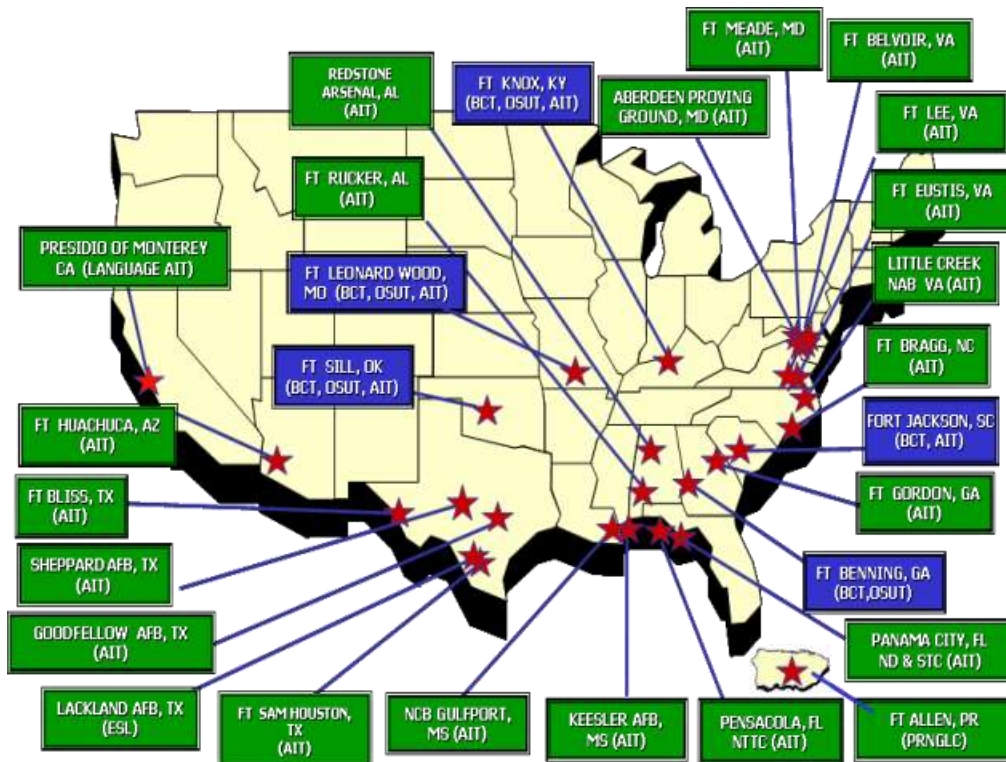 FT MEADE, MD
(AIT)
FT BELVOIR, VA
(AIT)
REDSTONE
ARSENAL, AL
(AIT)
FT KNOX, KY
(BCT, OSUT, AIT)
ABERDEEN PROVING
GROUND, MD (AIT)
FT LEE, VA
(AIT)
FT RUCKER, AL
(AIT)
FT EUSTIS, VA
(AIT)
PRESIDIO OF MONTEREY
CA (LANGUAGE AIT)
FT LEONARD WOOD,
MO (BCT, OSUT, AIT)
LITTLE CREEK
NAB VA (AIT)
FT BRAGG, NC
(AIT)
FT SILL, OK
(BCT, OSUT, AIT)
FT HUACHUCA, AZ
(AIT)
FORT JACKSON, SC
(BCT, AIT)
FT BLISS, TX
(AIT)
FT GORDON, GA
(AIT)
SHEPPARD AFB, TX
(AIT)
FT BENNING, GA
(BCT,OSUT)
GOODFELLOW AFB, TX
(AIT)
PANAMA CITY, FL
ND & STC (AIT)
LACKLAND AFB, TX
(ESL)
FT SAM HOUSTON,
TX
(AIT)
NCB GULFPORT,
MS (AIT)
KEESLER AFB,
MS (AIT)
PENSACOLA, FL
NTTC (AIT)
FT ALLEN, PR
(PRNGLC)